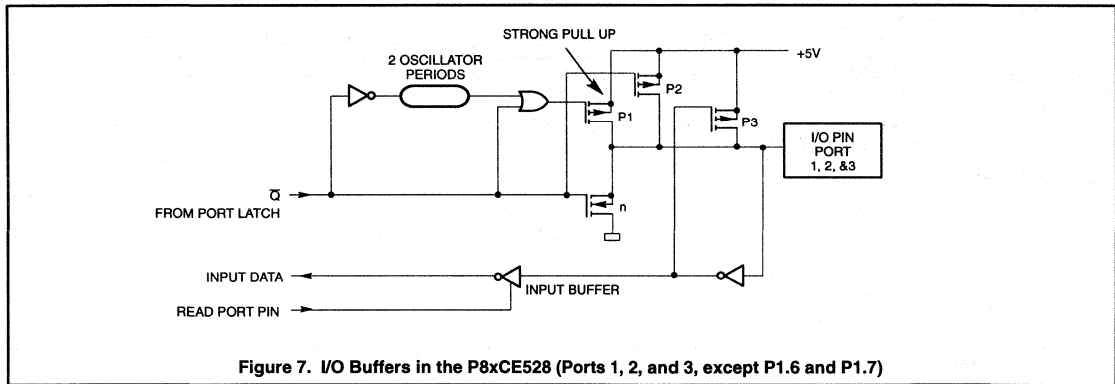 STRONG PULL UP
2 OSCILLATOR
PERIODS
+5V
P2
P1
P3
I/O PIN
PORT
1, 2, &3
Q
FROM PORT LATCH
n
INPUT DATA
INPUT BUFFER
READ PORT PIN
Figure 7. I/O Buffers in the P8xCE528 (Ports 1, 2, and 3, except P1.6 and P1.7)